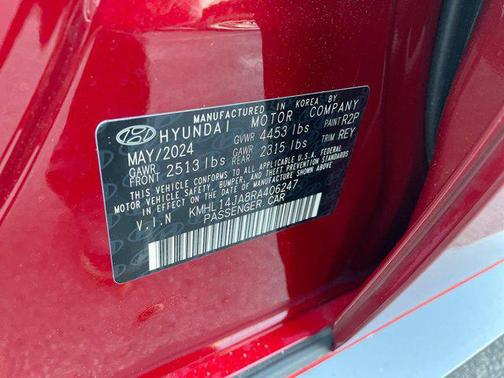 MANUFACTURED IN KOREA BY
HYUNDAI MOTOR COMPANY
MAY/2024 GVWR 4453 lbs PAINT R2P
GAWR FRONT 2513 lbs GAWR REAR 2315 lbs TRIM REY
THIS VEHICLE CONFORMS TO ALL APPLICABLE U.S.A. FEDERAL
MOTOR VEHICLE SAFETY, BUMPER, AND THEFT PREVENTION
STANDARDS IN EFFECT ON THE DATE OF MANUFACTURE SHOWN ABOVE.
V.I.N KMHL14JA8RA406247
PASSENGER CAR